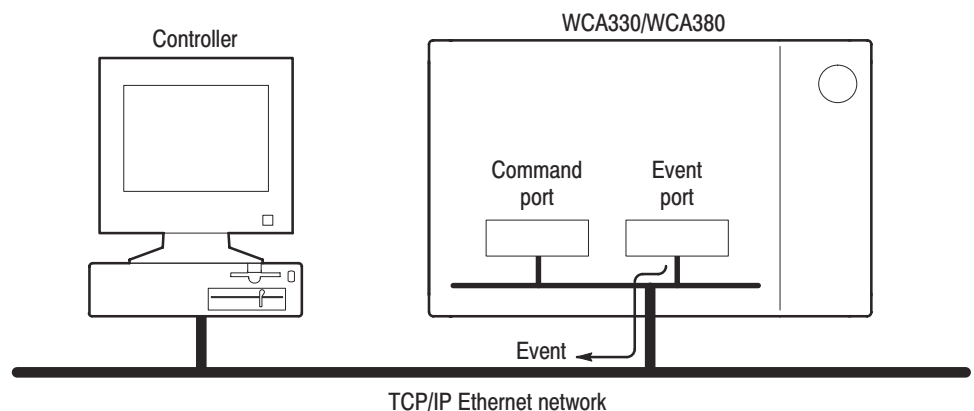 WCA330/WCA380
Controller
Command
port
Event
port
Event
TCP/IP Ethernet network